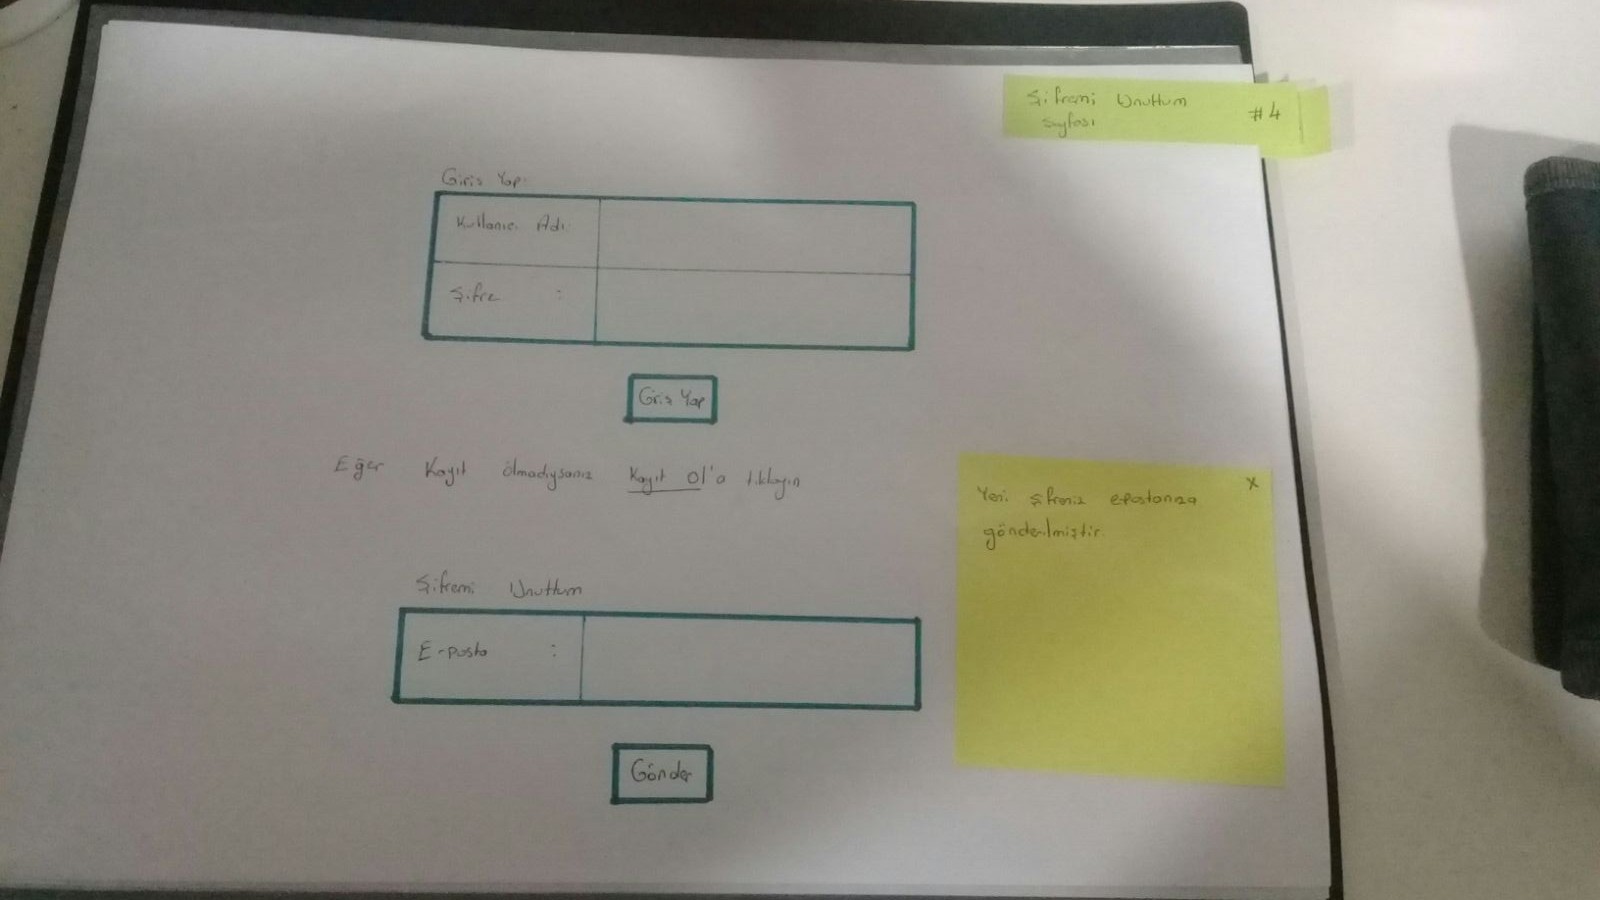 Şifremi Unuttum
sayfası
#4
Giriş Yap:
Kullanıcı Adı
Şifre :
Giriş Yap
Eğer Kayıt ölmadıysanız Kayıt Ol'a tıklayın
Yeni şifreniz epostanıza
gönderilmiştir.
X
Şifremi Unuttum
E-posta :
Gönder